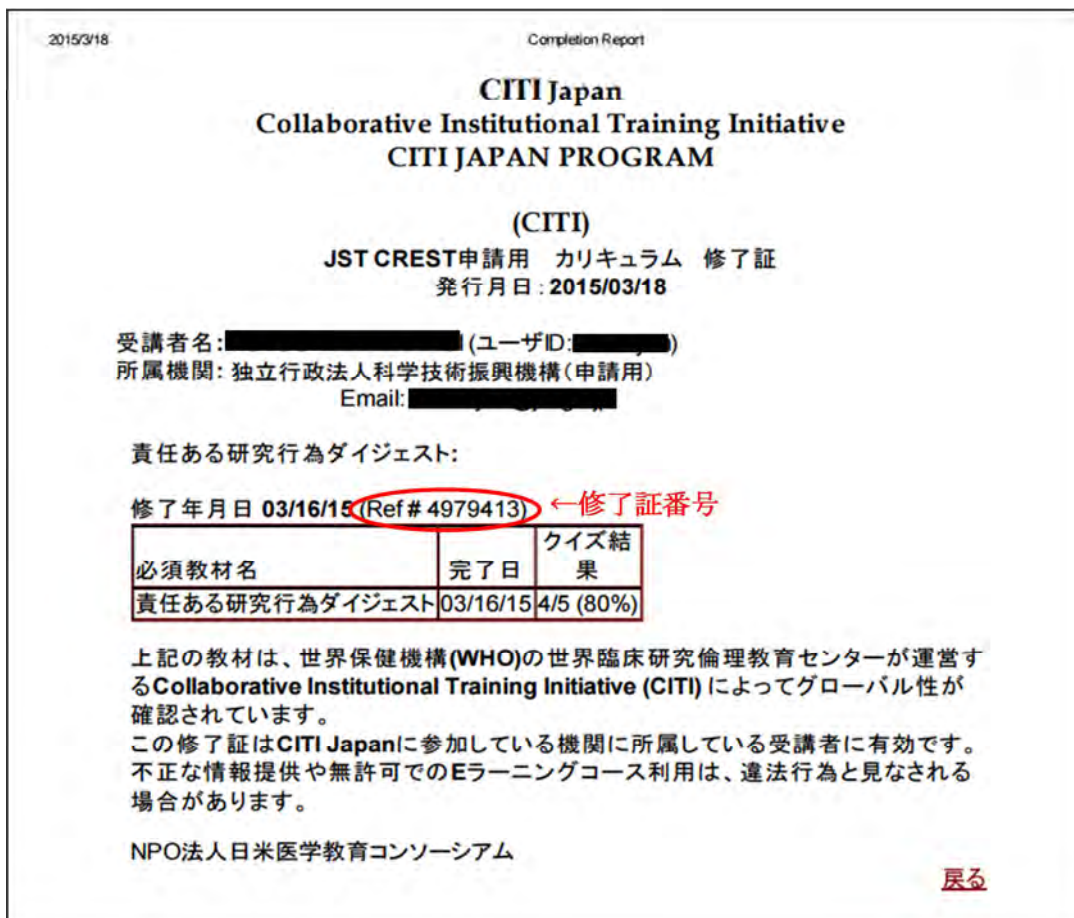 2015/3/18 Completion Report
CITI Japan
Collaborative Institutional Training Initiative
CITI JAPAN PROGRAM
(CITI)
JST CREST申請用 カリキュラム 修了証
発行月日：2015/03/18
受講者名: (ユーザID: )
所属機関: 独立行政法人科学技術振興機構（申請用）
Email:
責任ある研究行為ダイジェスト:
修了年月日 03/16/15 (Ref # 4979413) ←修了証番号
必須教材名 完了日 クイズ結
果
責任ある研究行為ダイジェスト 03/16/15 4/5 (80%)
上記の教材は、世界保健機構(WHO)の世界臨床研究倫理教育センターが運営す
るCollaborative Institutional Training Initiative (CITI) によってグローバル性が
確認されています。
この修了証はCITI Japanに参加している機関に所属している受講者に有効です。
不正な情報提供や無許可でのEラーニングコース利用は、違法行為と見なされる
場合があります。
NPO法人日米医学教育コンソーシアム
戻る